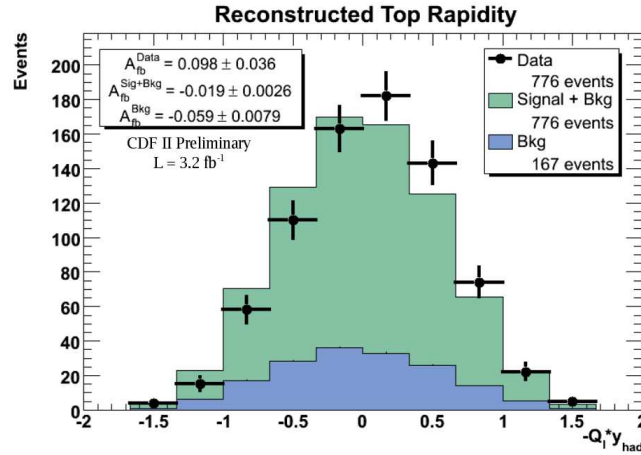 Reconstructed Top Rapidity
Events
A_fb^Data = 0.098 ± 0.036
A_fb^Sig+Bkg = -0.019 ± 0.0026
A_fb^Bkg = -0.059 ± 0.0079
CDF II Preliminary
L = 3.2 fb⁻¹
Data
776 events
Signal + Bkg
776 events
Bkg
167 events
200
180
160
140
120
100
80
60
40
20
0
-2 -1.5 -1 -0.5 0 0.5 1 1.5 2
-Q_l*y_had